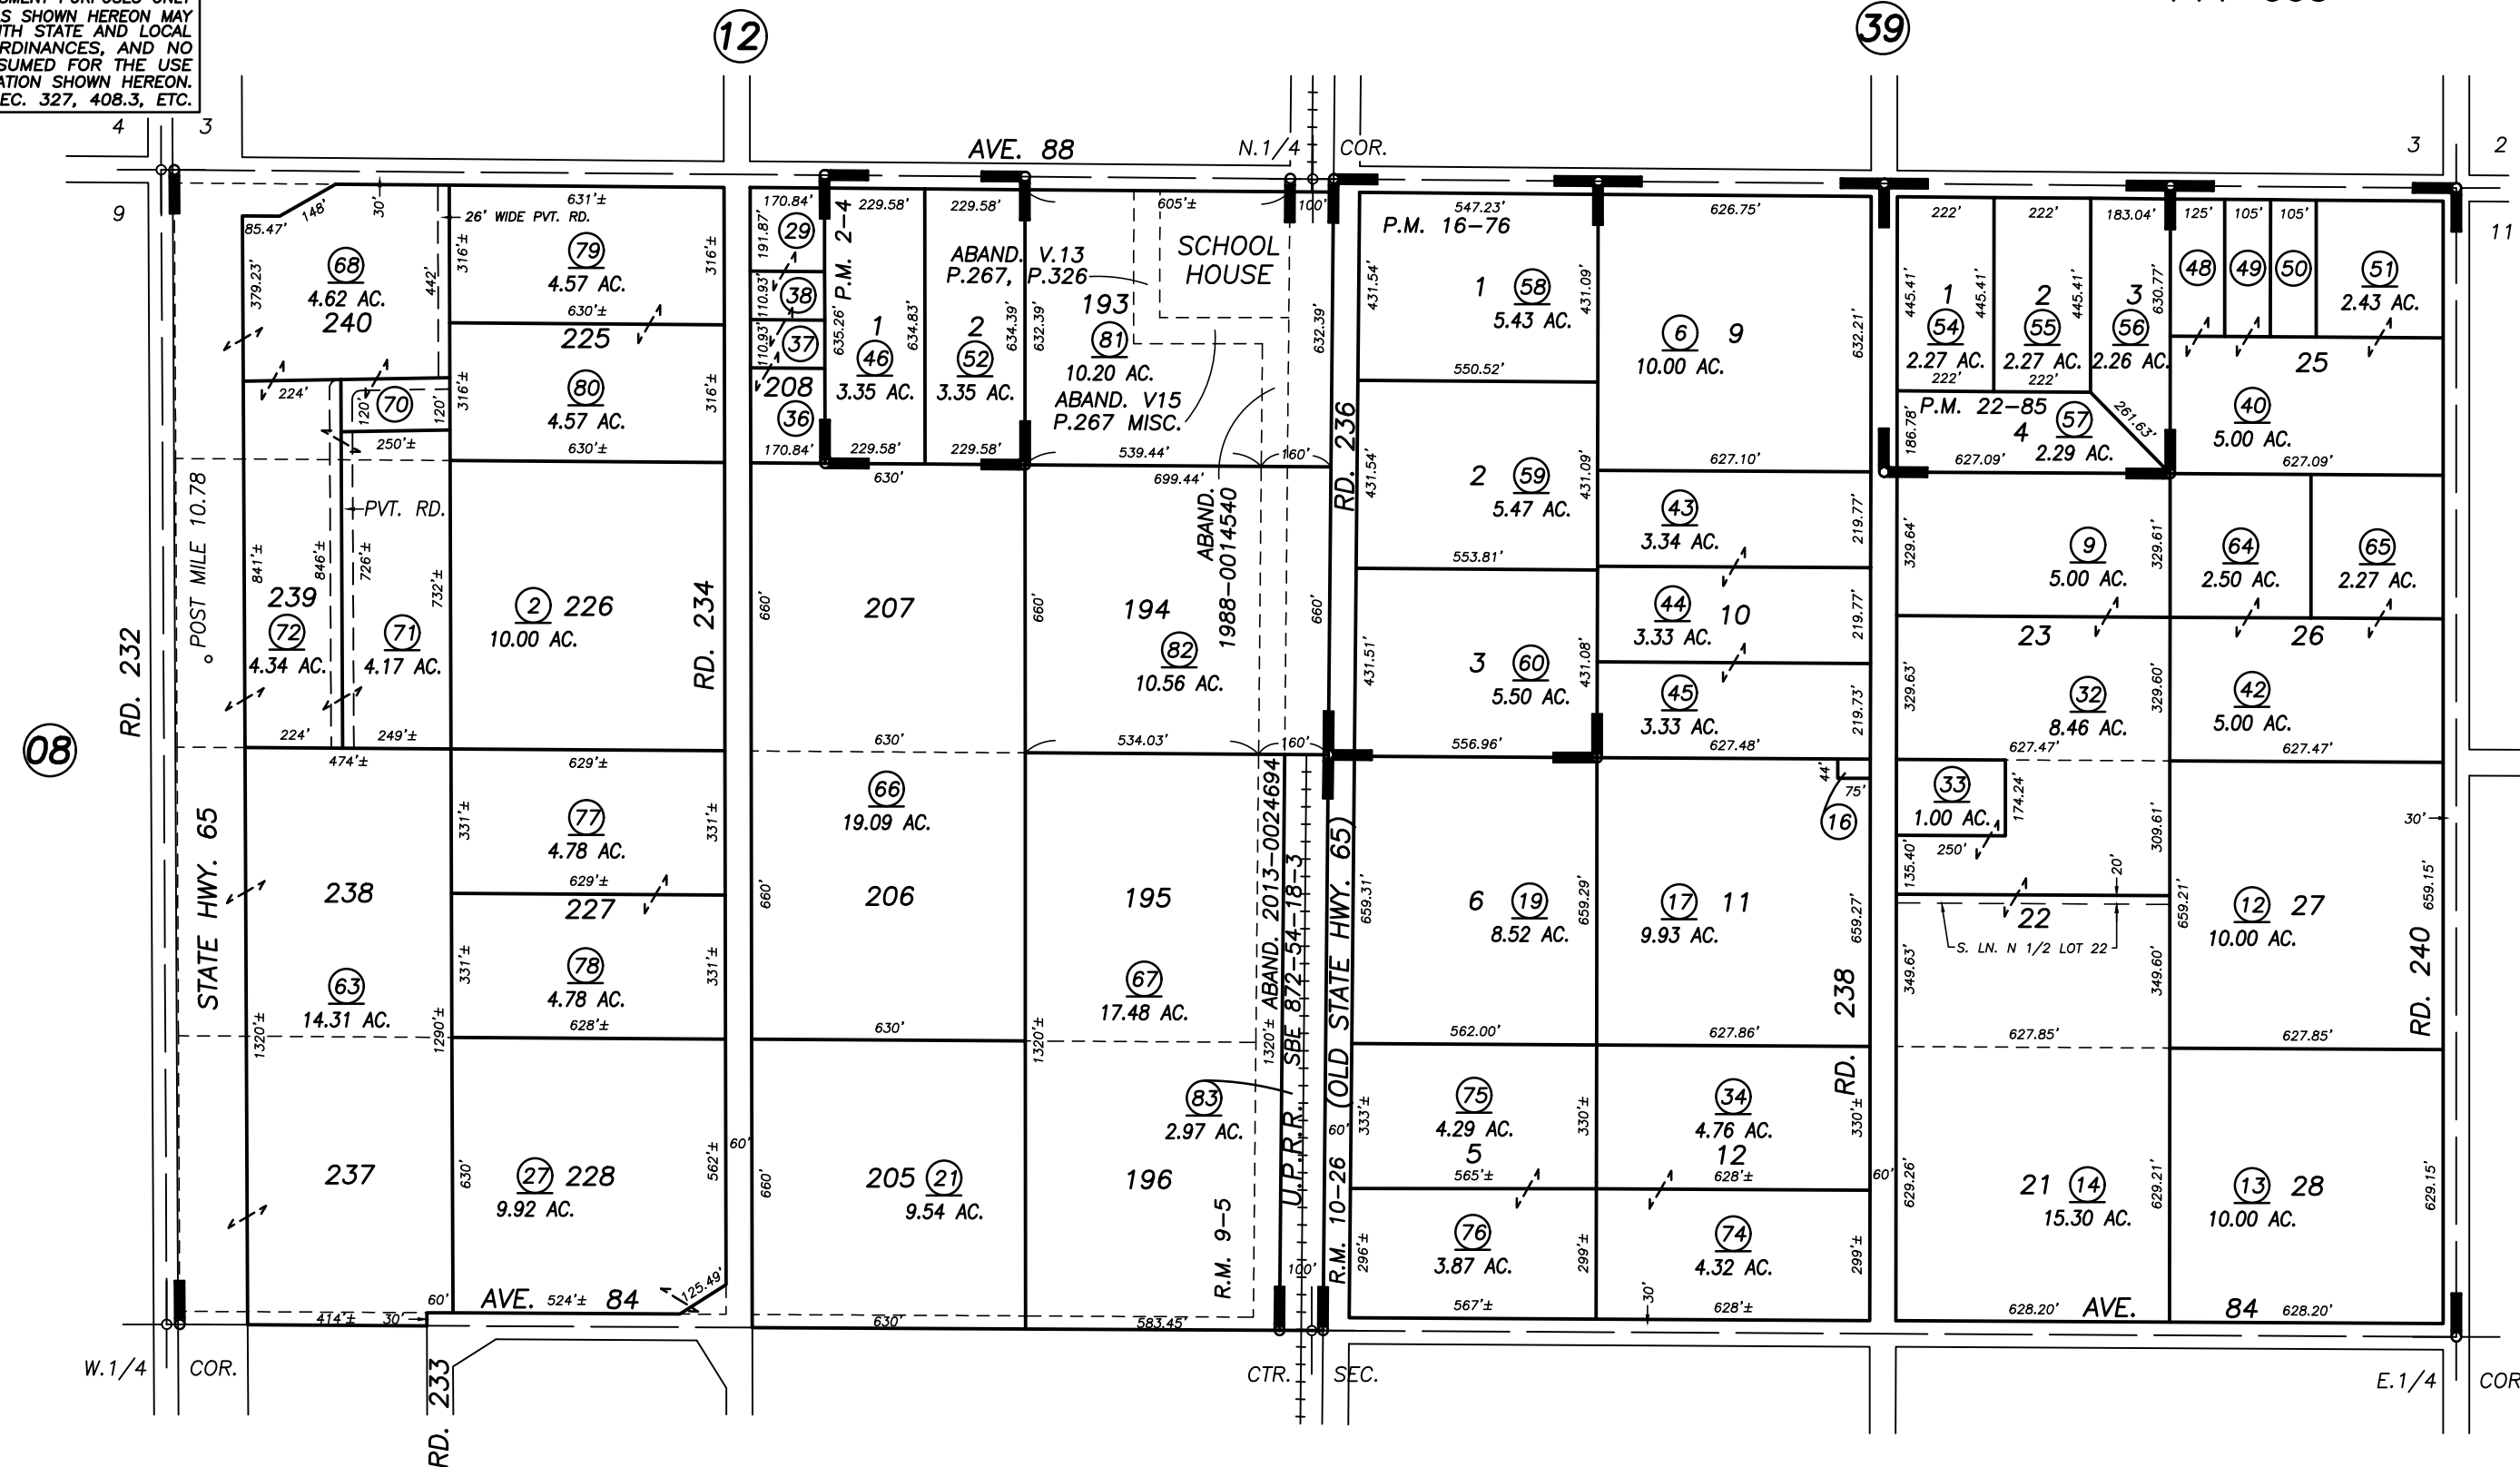 S SHOWN HEREON MAY
TH STATE AND LOCAL
RDINANCES, AND NO
SUMED FOR THE USE
ATION SHOWN HEREON.
EC. 327, 408.3, ETC.
12
39
4
3
AVE. 88
N.1/4 COR.
3
2
9
11
85.47'
148'
30'
26' WIDE PVT. RD.
631'±
170.84'
229.58'
229.58'
605'±
100'
547.23'
626.75'
222'
222'
183.04'
125'
105'
105'
P.M. 16-76
P.M. 2-4
SCHOOL
HOUSE
ABAND. V.13
P.267, P.326
379.23'
68
4.62 AC.
240
442'
316'±
79
4.57 AC.
316'±
630'±
225
316'±
80
4.57 AC.
316'±
630'±
191.87'
29
110.93'
38
110.93'
37
208
36
170.84'
635.26'
1
46
3.35 AC.
634.83'
229.58'
2
52
3.35 AC.
634.39'
229.58'
632.39'
193
81
10.20 AC.
ABAND. V15
P.267 MISC.
632.39'
539.44'
160'
699.44'
431.54'
1
58
5.43 AC.
431.09'
550.52'
6
9
10.00 AC.
632.21'
627.10'
445.41'
1
54
2.27 AC.
445.41'
2
55
2.27 AC.
445.41'
3
56
2.26 AC.
630.77'
222'
222'
P.M. 22-85
186.78'
57
4
2.29 AC.
261.63'
627.09'
48
49
50
51
2.43 AC.
25
40
5.00 AC.
627.09'
224'
120'
70
120'
250'±
POST MILE 10.78
PVT. RD.
841'±
846'±
726'±
732'±
239
72
4.34 AC.
71
4.17 AC.
224'
249'±
2
226
10.00 AC.
RD. 234
RD. 232
STATE HWY. 65
08
630'
660'
207
660'
194
82
10.56 AC.
ABAND.
1988-0014540
660'
630'
534.03'
160'
RD. 236
431.54'
2
59
5.47 AC.
431.09'
553.81'
431.51'
3
60
5.50 AC.
431.08'
556.96'
43
3.34 AC.
219.77'
44
10
3.33 AC.
219.77'
45
3.33 AC.
219.73'
627.48'
329.64'
9
5.00 AC.
329.61'
23
64
2.50 AC.
65
2.27 AC.
26
329.63'
32
8.46 AC.
329.60'
627.47'
42
5.00 AC.
627.47'
474'±
238
63
14.31 AC.
1320'±
1290'±
237
629'±
331'±
77
4.78 AC.
331'±
629'±
227
331'±
78
4.78 AC.
331'±
628'±
66
19.09 AC.
660'
206
630'
195
67
17.48 AC.
1320'±
1320'±
ABAND. 2013-0024694
SBE 872-54-18-3
U.P.R.R.
(OLD STATE HWY. 65)
659.31'
6
19
8.52 AC.
659.29'
562.00'
44'
75'
16
17
11
9.93 AC.
659.27'
627.86'
RD. 238
33
1.00 AC.
174.24'
250'
135.40'
20'
309.61'
22
S. LN. N 1/2 LOT 22
349.63'
349.60'
627.85'
659.21'
12
27
10.00 AC.
659.15'
30'
RD. 240
627.85'
630'
27
228
9.92 AC.
562'±
60'
125.49'
660'
205
21
9.54 AC.
83
2.97 AC.
196
R.M. 9-5
R.M. 10-26
60'
100'
333'±
75
4.29 AC.
5
330'±
565'±
34
4.76 AC.
12
330'±
628'±
296'±
76
3.87 AC.
299'±
567'±
74
4.32 AC.
299'±
30'
628'±
60'
629.26'
21
14
15.30 AC.
629.21'
13
28
10.00 AC.
629.15'
414'±
30'
60'
AVE. 524'± 84
630'
583.45'
628.20'
AVE. 84
628.20'
W.1/4 COR.
RD. 233
CTR. SEC.
E.1/4 COR